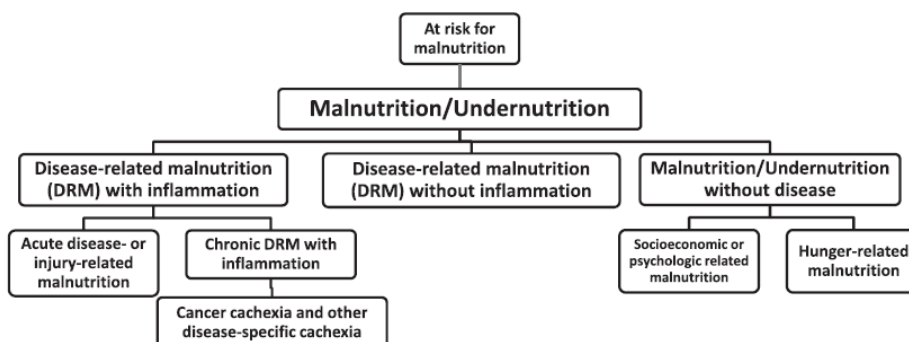 At risk for
malnutrition
Malnutrition/Undernutrition
Disease-related malnutrition
(DRM) with inflammation
Disease-related malnutrition
(DRM) without inflammation
Malnutrition/Undernutrition
without disease
Acute disease- or
injury-related
malnutrition
Chronic DRM with
inflammation
Socioeconomic or
psychologic related
malnutrition
Hunger-related
malnutrition
Cancer cachexia and other
disease-specific cachexia